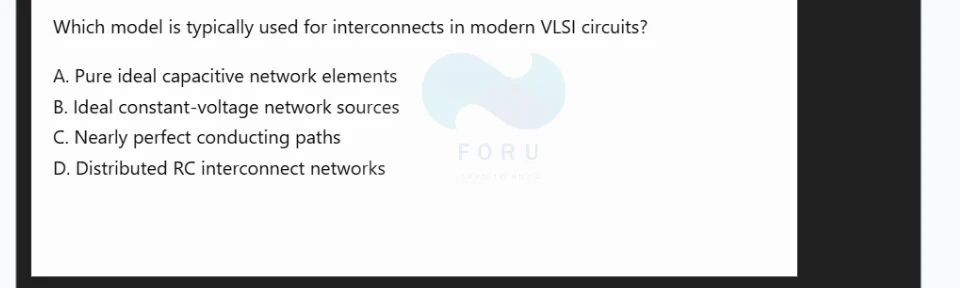 Which model is typically used for interconnects in modern VLSI circuits?
A. Pure ideal capacitive network elements
B. Ideal constant-voltage network sources
C. Nearly perfect conducting paths
D. Distributed RC interconnect networks
FORU